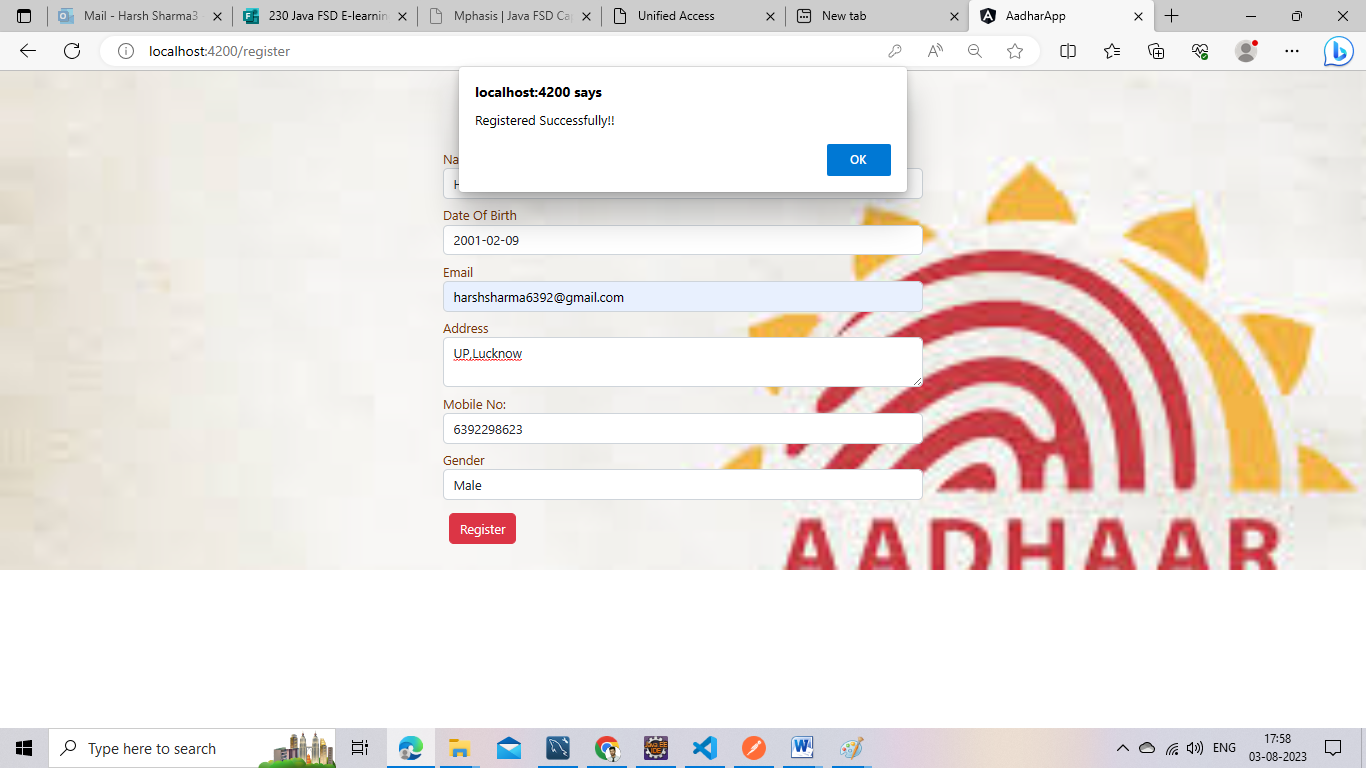 Mail - Harsh Sharma3
230 Java FSD E-learnin
Mphasis | Java FSD Ca
Unified Access
New tab
AadharApp
localhost:4200/register
localhost:4200 says
Registered Successfully!!
OK
Na
H
Date Of Birth
2001-02-09
Email
harshsharma6392@gmail.com
Address
UP,Lucknow
Mobile No:
6392298623
Gender
Male
Register
AADHAAR
Type here to search
ENG
17:58
03-08-2023